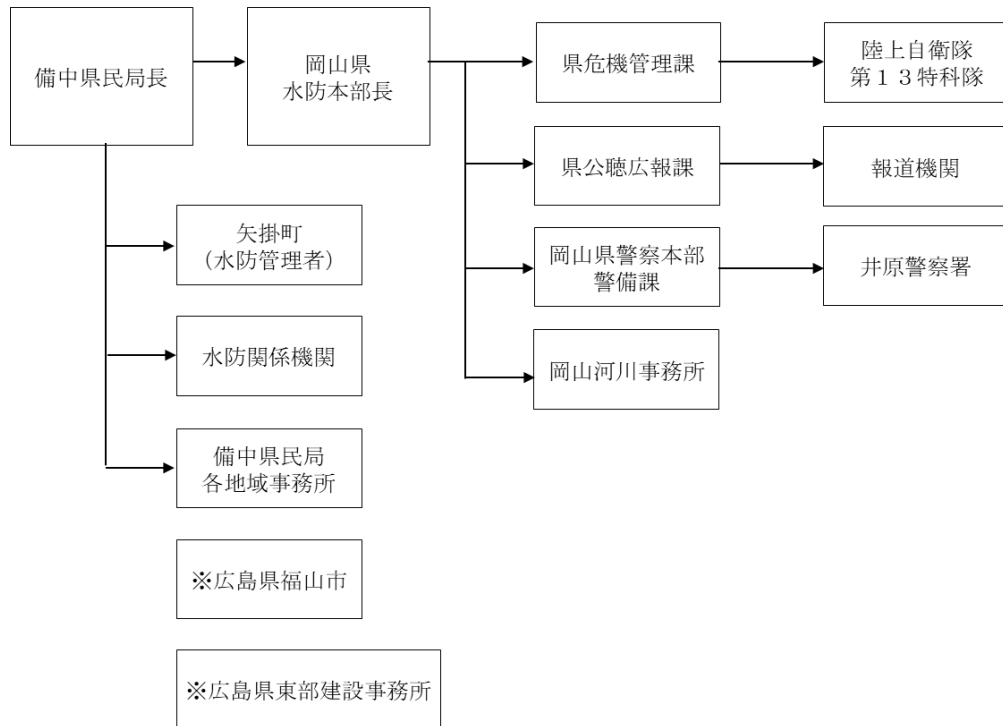 備中県民局長
岡山県
水防本部長
県危機管理課
陸上自衛隊
第１３特科隊
県公聴広報課
報道機関
矢掛町
（水防管理者）
岡山県警察本部
警備課
井原警察署
水防関係機関
岡山河川事務所
備中県民局
各地域事務所
※広島県福山市
※広島県東部建設事務所